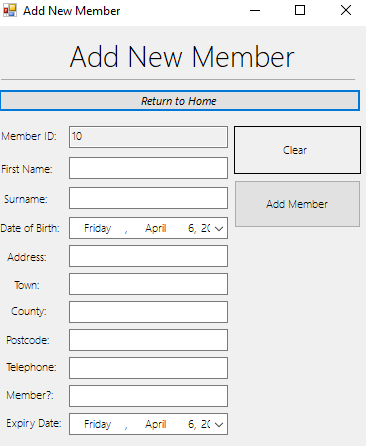 Add New Member
Add New Member
Return to Home
Member ID: 10
Clear
First Name:
Surname:
Add Member
Date of Birth: Friday , April 6, 20
Address:
Town:
County:
Postcode:
Telephone:
Member?:
Expiry Date: Friday , April 6, 20